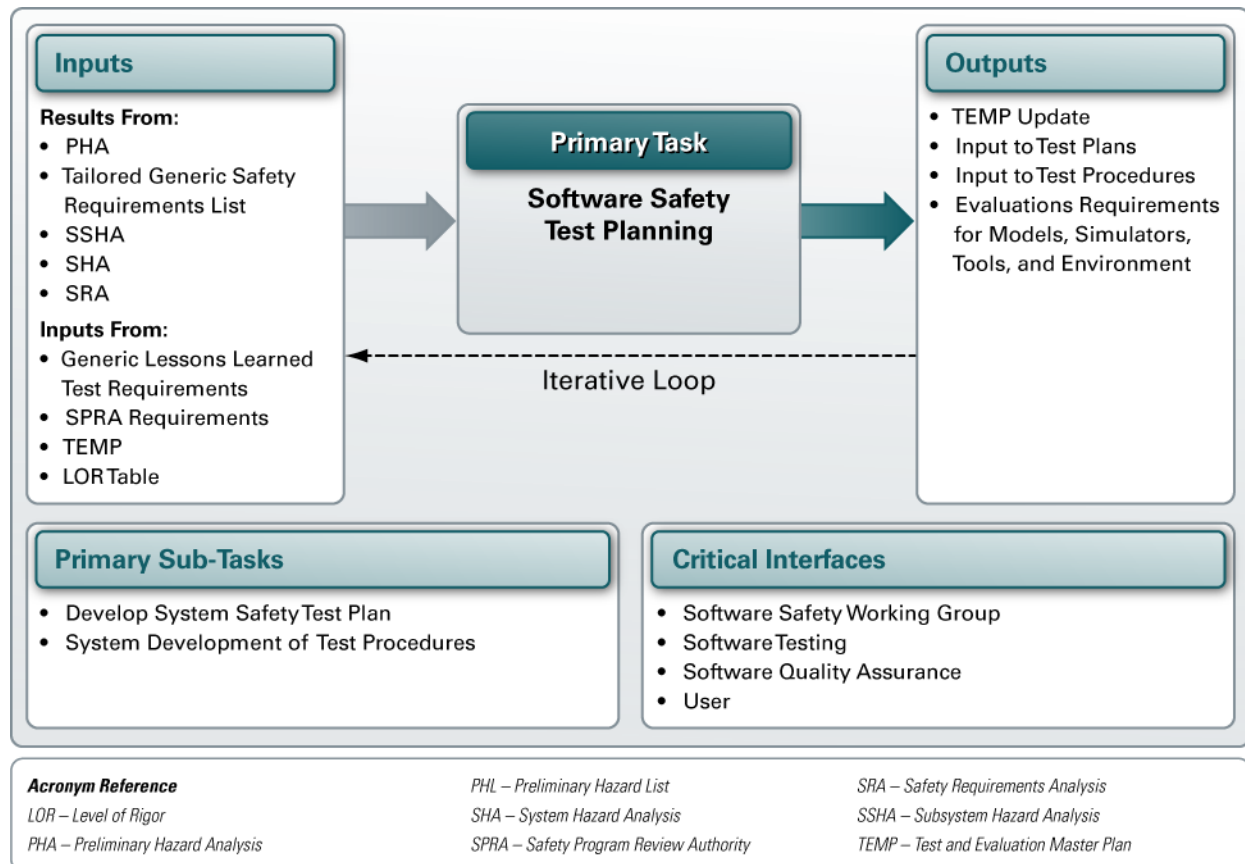 Inputs
Results From:
• PHA
• Tailored Generic Safety
Requirements List
• SSHA
• SHA
• SRA
Inputs From:
• Generic Lessons Learned
Test Requirements
• SPRA Requirements
• TEMP
• LOR Table
Primary Task
Software Safety
Test Planning
Iterative Loop
Outputs
• TEMP Update
• Input to Test Plans
• Input to Test Procedures
• Evaluations Requirements
for Models, Simulators,
Tools, and Environment
Primary Sub-Tasks
• Develop System Safety Test Plan
• System Development of Test Procedures
Critical Interfaces
• Software Safety Working Group
• Software Testing
• Software Quality Assurance
• User
Acronym Reference
LOR – Level of Rigor
PHA – Preliminary Hazard Analysis
PHL – Preliminary Hazard List
SHA – System Hazard Analysis
SPRA – Safety Program Review Authority
SRA – Safety Requirements Analysis
SSHA – Subsystem Hazard Analysis
TEMP – Test and Evaluation Master Plan